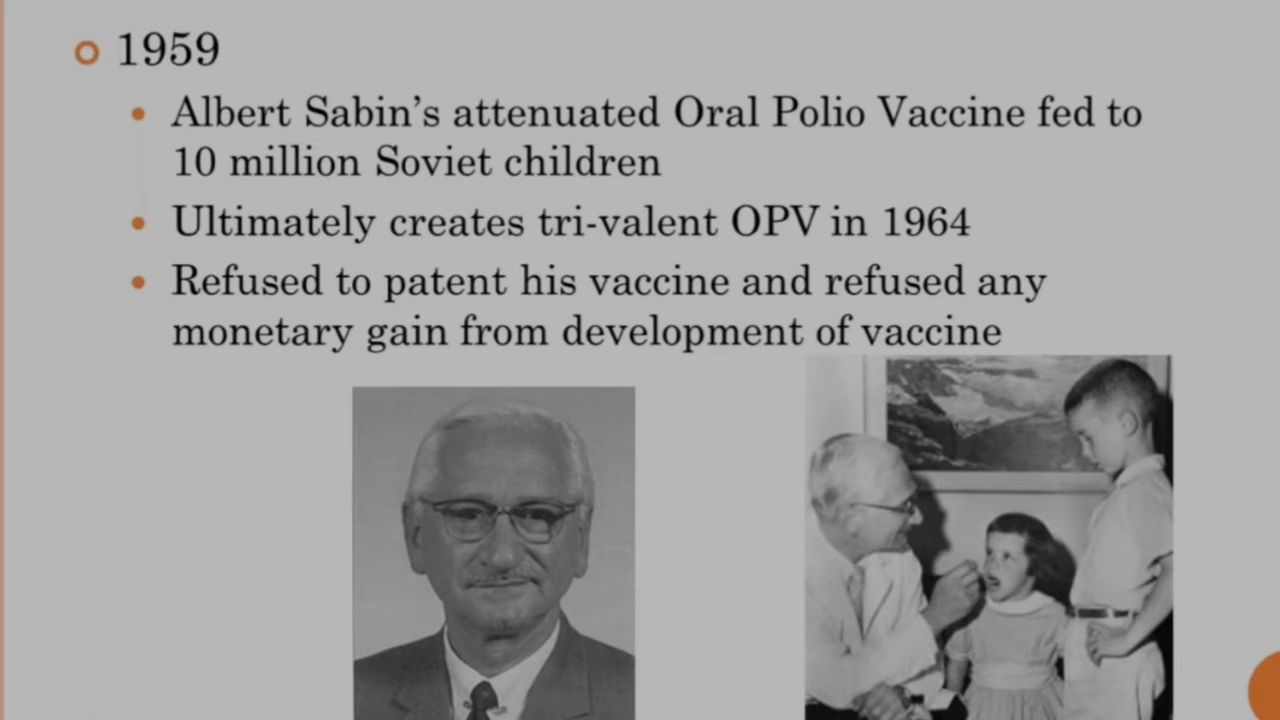 1959
Albert Sabin’s attenuated Oral Polio Vaccine fed to
10 million Soviet children
Ultimately creates tri-valent OPV in 1964
Refused to patent his vaccine and refused any
monetary gain from development of vaccine